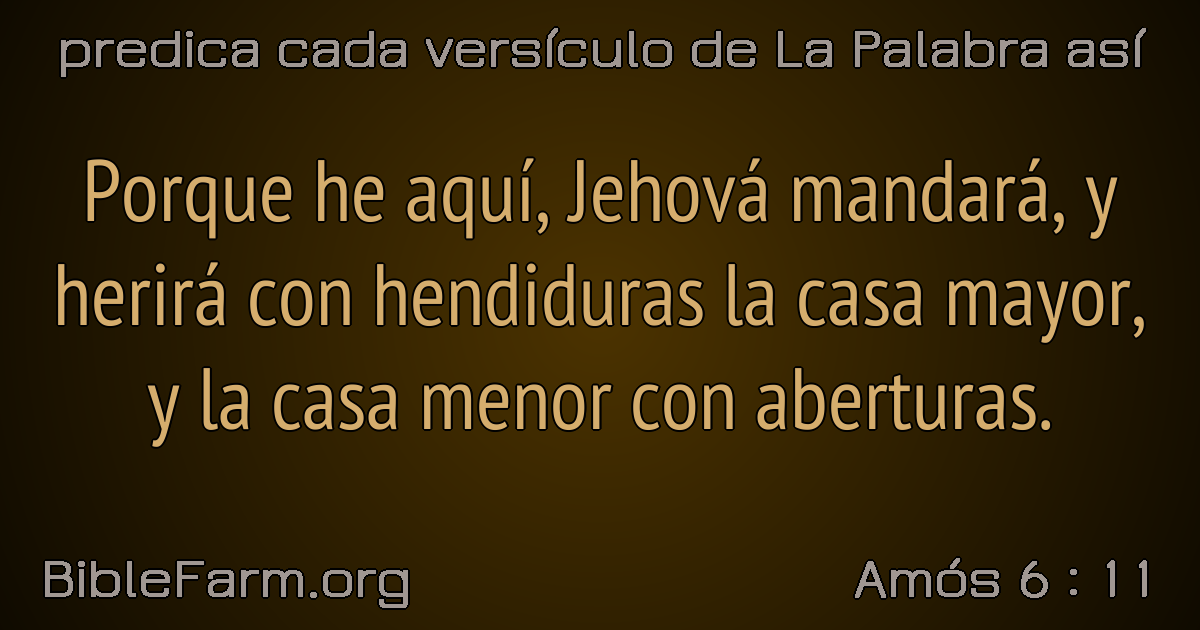 predica cada versículo de La Palabra así
Porque he aquí, Jehová mandará, y
herirá con hendiduras la casa mayor,
y la casa menor con aberturas.
BibleFarm.org
Amós 6 : 11